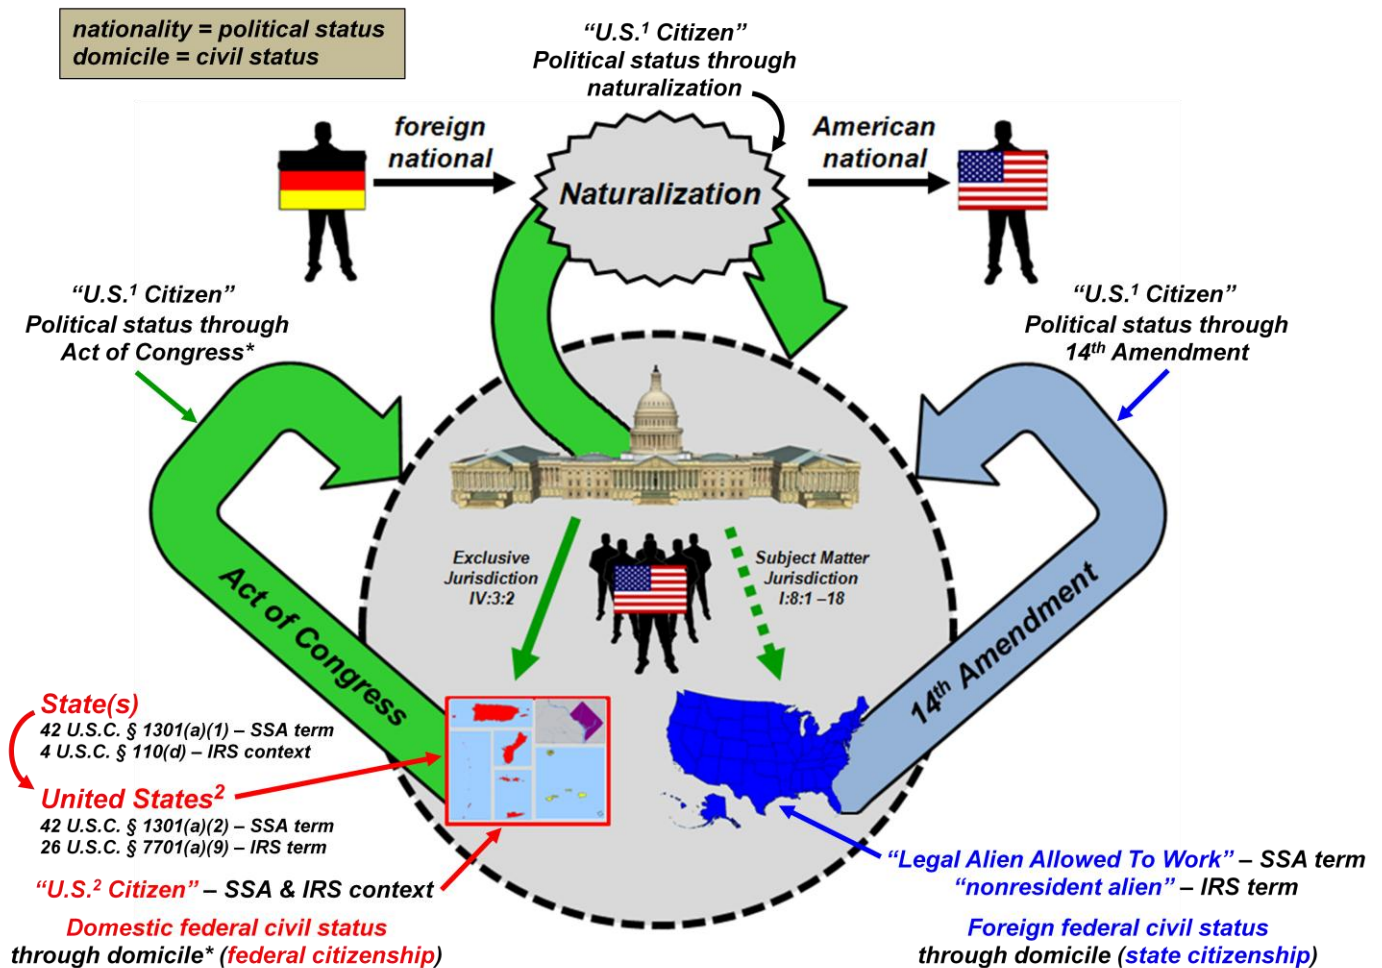 nationality = political status
domicile = civil status
“U.S.¹ Citizen”
Political status through
naturalization
foreign
national
Naturalization
American
national
“U.S.¹ Citizen”
Political status through
Act of Congress*
“U.S.¹ Citizen”
Political status through
14th Amendment
Exclusive
Jurisdiction
IV:3:2
Subject Matter
Jurisdiction
I:8:1 –18
Act of Congress
14th Amendment
State(s)
42 U.S.C. § 1301(a)(1) – SSA term
4 U.S.C. § 110(d) – IRS context
United States²
42 U.S.C. § 1301(a)(2) – SSA term
26 U.S.C. § 7701(a)(9) – IRS term
“U.S.² Citizen” – SSA & IRS context
Domestic federal civil status
through domicile* (federal citizenship)
“Legal Alien Allowed To Work” – SSA term
“nonresident alien” – IRS term
Foreign federal civil status
through domicile (state citizenship)